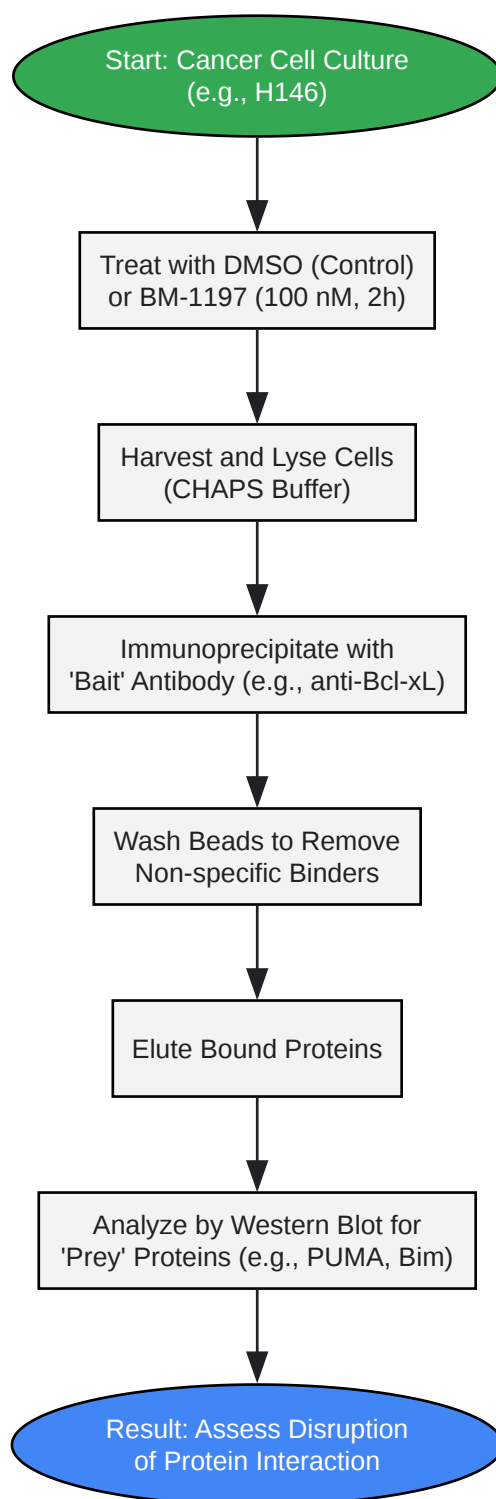 Start: Cancer Cell Culture
(e.g., H146)
Treat with DMSO (Control)
or BM-1197 (100 nM, 2h)
Harvest and Lyse Cells
(CHAPS Buffer)
Immunoprecipitate with
'Bait' Antibody (e.g., anti-Bcl-xL)
Wash Beads to Remove
Non-specific Binders
Elute Bound Proteins
Analyze by Western Blot for
'Prey' Proteins (e.g., PUMA, Bim)
Result: Assess Disruption
of Protein Interaction